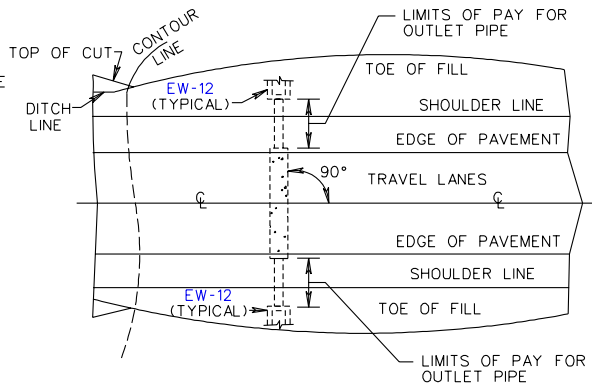 LIMITS OF PAY FOR
OUTLET PIPE
TOP OF CUT
CONTOUR
LINE
E
TOE OF FILL
EW-12
(TYPICAL)
DITCH
LINE
SHOULDER LINE
EDGE OF PAVEMENT
90°
TRAVEL LANES
℄
℄
EDGE OF PAVEMENT
SHOULDER LINE
EW-12
(TYPICAL)
TOE OF FILL
LIMITS OF PAY FOR
OUTLET PIPE